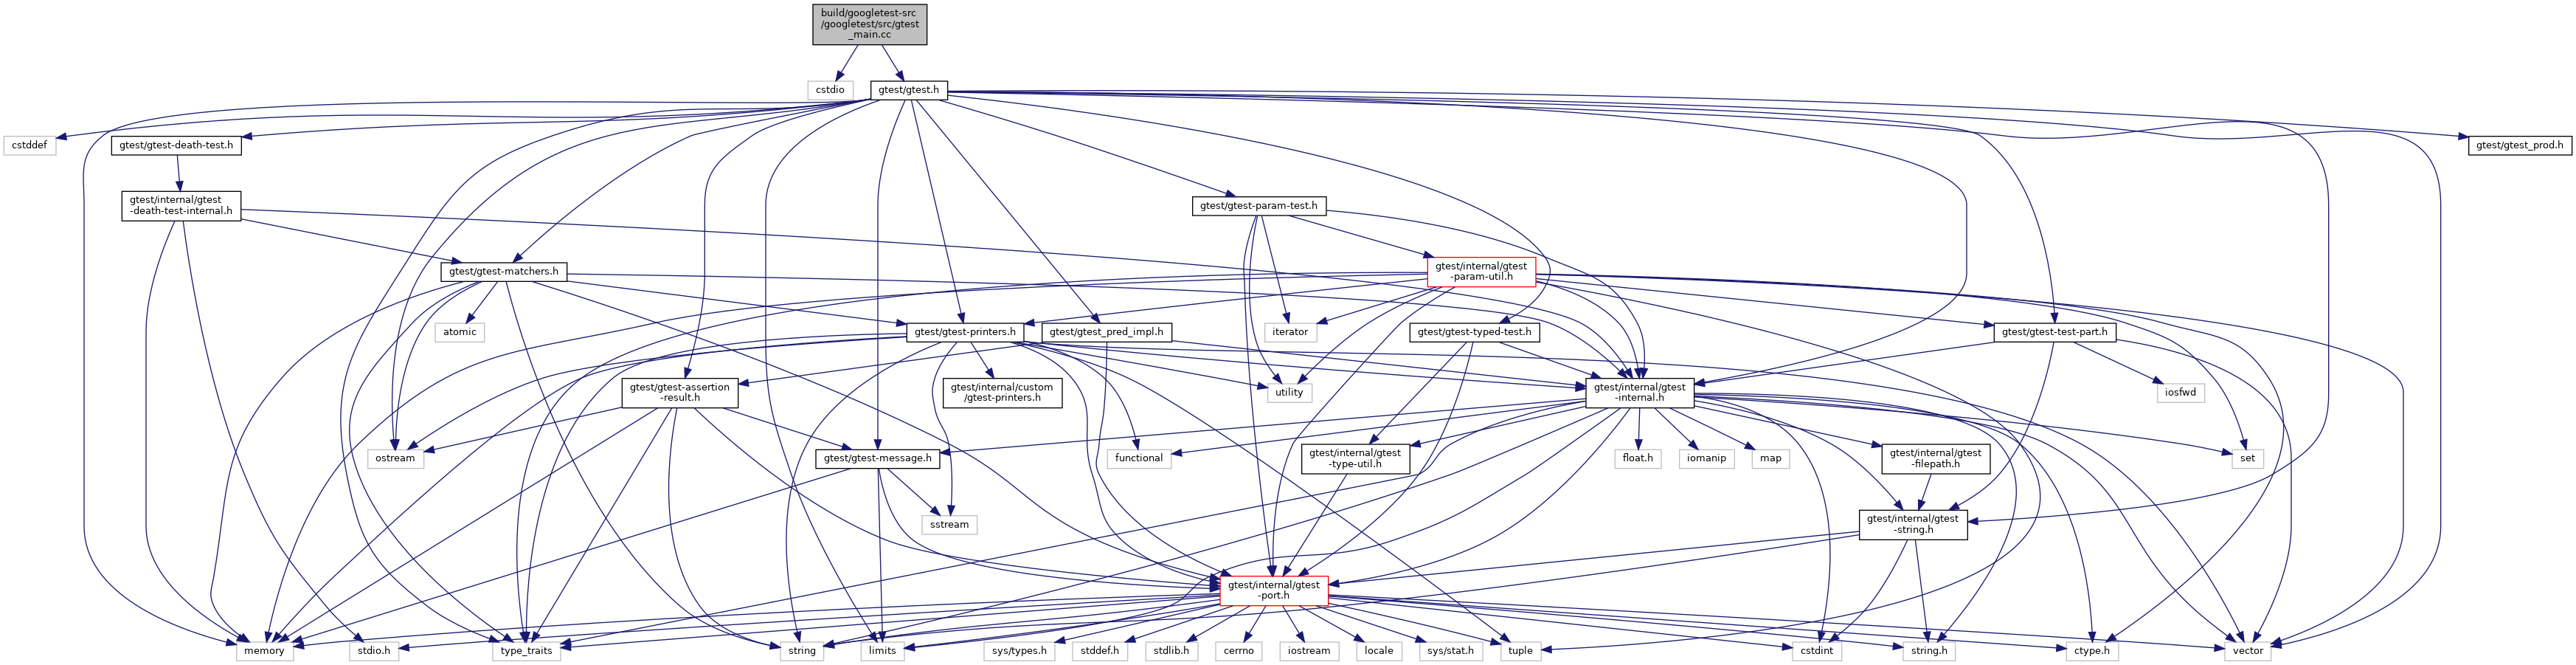 build/googletest-src
/googletest/src/gtest
_main.cc
cstdio
gtest/gtest.h
cstddef
gtest/gtest-death-test.h
gtest/gtest_prod.h
gtest/internal/gtest
-death-test-internal.h
gtest/gtest-param-test.h
gtest/gtest-matchers.h
gtest/internal/gtest
-param-util.h
atomic
gtest/gtest-printers.h
gtest/gtest_pred_impl.h
iterator
gtest/gtest-typed-test.h
gtest/gtest-test-part.h
gtest/gtest-assertion
-result.h
gtest/internal/custom
/gtest-printers.h
utility
gtest/internal/gtest
-internal.h
iosfwd
ostream
gtest/gtest-message.h
functional
gtest/internal/gtest
-type-util.h
float.h
iomanip
map
gtest/internal/gtest
-filepath.h
set
sstream
gtest/internal/gtest
-string.h
gtest/internal/gtest
-port.h
memory
stdio.h
type_traits
string
limits
sys/types.h
stddef.h
stdlib.h
cerrno
iostream
locale
sys/stat.h
tuple
cstdint
string.h
ctype.h
vector